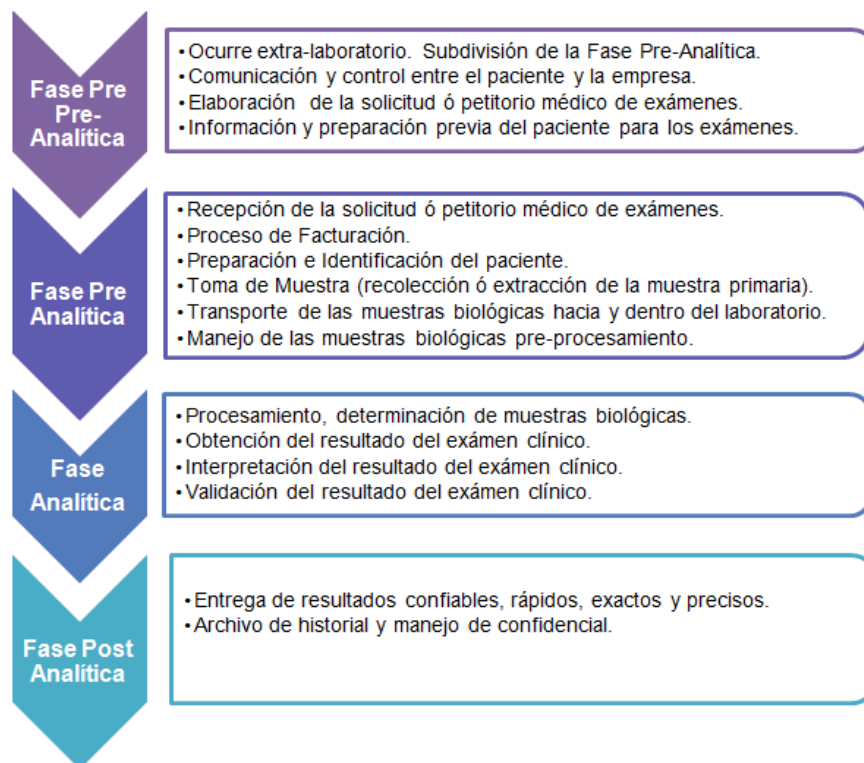 Fase Pre
Pre-
Analítica
•Ocurre extra-laboratorio. Subdivisión de la Fase Pre-Analítica.
•Comunicación y control entre el paciente y la empresa.
•Elaboración de la solicitud ó petitorio médico de exámenes.
•Información y preparación previa del paciente para los exámenes.
Fase Pre
Analítica
•Recepción de la solicitud ó petitorio médico de exámenes.
•Proceso de Facturación.
•Preparación e Identificación del paciente.
•Toma de Muestra (recolección ó extracción de la muestra primaria).
•Transporte de las muestras biológicas hacia y dentro del laboratorio.
•Manejo de las muestras biológicas pre-procesamiento.
Fase
Analítica
•Procesamiento, determinación de muestras biológicas.
•Obtención del resultado del exámen clínico.
•Interpretación del resultado del exámen clínico.
•Validación del resultado del exámen clínico.
Fase Post
Analítica
•Entrega de resultados confiables, rápidos, exactos y precisos.
•Archivo de historial y manejo de confidencial.